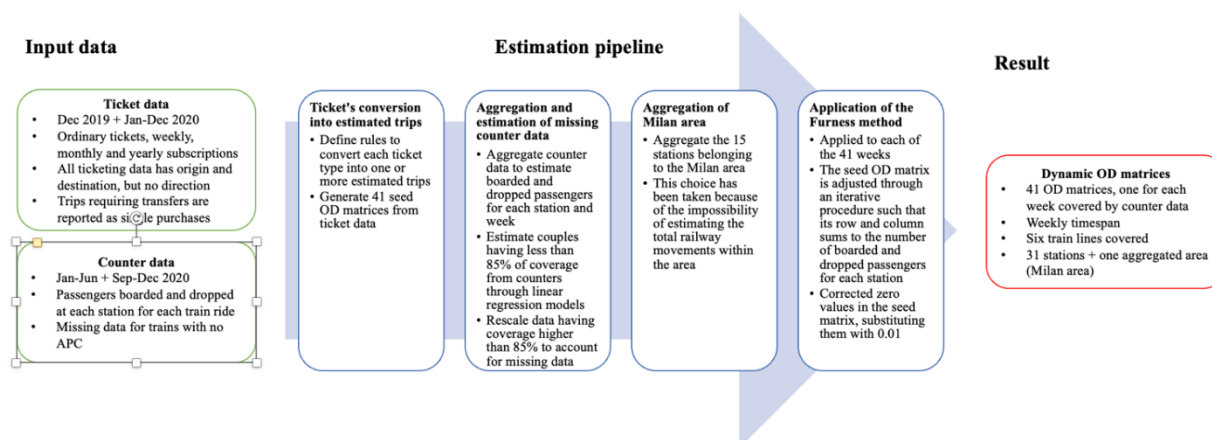 Input data
Estimation pipeline
Result
Ticket data
• Dec 2019 + Jan-Dec 2020
• Ordinary tickets, weekly,
monthly and yearly subscriptions
• All ticketing data has origin and
destination, but no direction
• Trips requiring transfers are
reported as single purchases
Counter data
• Jan-Jun + Sep-Dec 2020
• Passengers boarded and dropped
at each station for each train ride
• Missing data for trains with no
APC
Ticket's conversion
into estimated trips
• Define rules to
convert each ticket
type into one or
more estimated trips
• Generate 41 seed
OD matrices from
ticket data
Aggregation and
estimation of missing
counter data
• Aggregate counter
data to estimate
boarded and
dropped passengers
for each station and
week
• Estimate couples
having less than
85% of coverage
from counters
through linear
regression models
• Rescale data having
coverage higher
than 85% to account
for missing data
Aggregation of
Milan area
• Aggregate the 15
stations belonging
to the Milan area
• This choice has
been taken because of
the impossibility
of estimating the
total railway
movements within
the area
Application of the
Furness method
• Applied to each of
the 41 weeks
• The seed OD matrix
is adjusted through
an iterative
procedure such that
its row and column
sums to the number
of boarded and
dropped passengers
for each station
• Corrected zero
values in the seed
matrix, substituting
them with 0.01
Dynamic OD matrices
• 41 OD matrices, one for each
week covered by counter data
• Weekly timespan
• Six train lines covered
• 31 stations + one aggregated area
(Milan area)